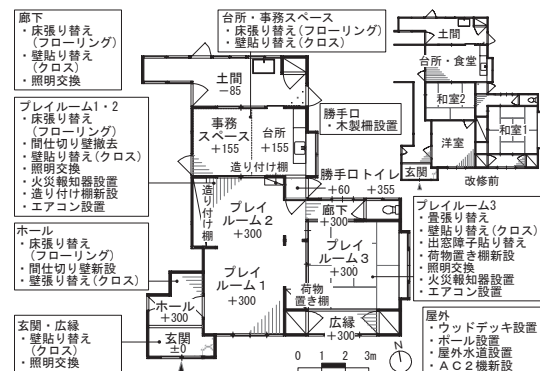 廊下
・床張り替え
(フローリング)
・壁貼り替え
(クロス)
・照明交換
プレイルーム1・2
・床張り替え
(フローリング)
・間仕切り壁撤去
・壁貼り替え(クロス)
・照明交換
・火災報知器設置
・造り付け棚新設
・エアコン設置
ホール
・床張り替え
(フローリング)
・間仕切り壁新設
・壁張り替え(クロス)
玄関・広縁
・壁貼り替え
(クロス)
・照明交換
台所・事務スペース
・床張り替え(フローリング)
・壁貼り替え(クロス)
土間
-85
事務
スペース
+155
台所
+155
造り付け棚
勝手口
・木製柵設置
勝手口
+60
トイレ
+355
造り付け棚
プレイ
ルーム2
+300
廊下
+300
プレイ
ルーム3
+300
プレイ
ルーム1
+300
荷物
置き棚
ホール
+300
玄関
±0
広縁
+300
0 1 2 3m
N
土間
台所・食堂
和室2
和室1
洋室
玄関
改修前
プレイルーム3
・畳張り替え
・壁貼り替え(クロス)
・出窓障子貼り替え
・荷物置き棚新設
・照明交換
・火災報知器設置
・エアコン設置
屋外
・ウッドデッキ設置
・ポール設置
・屋外水道設置
・AC2機新設